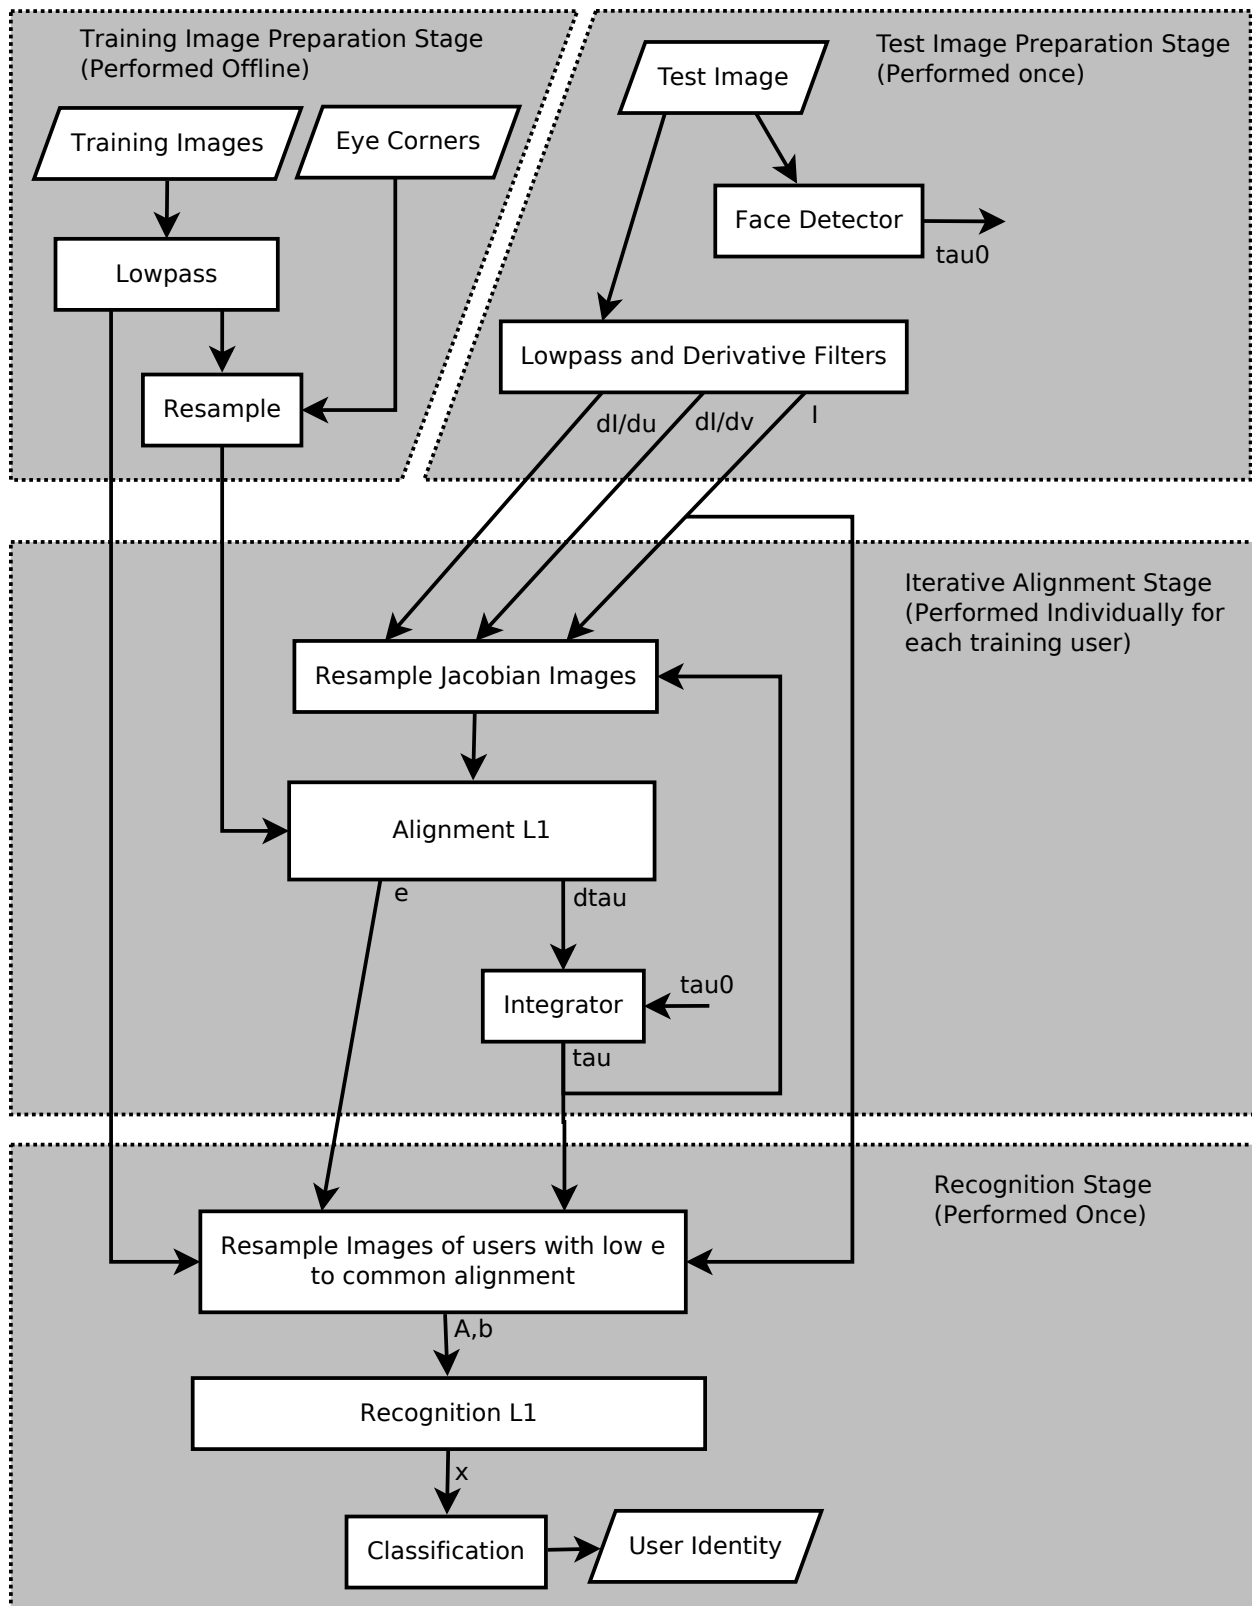 Training Image Preparation Stage
(Performed Offline)
Training Images
Eye Corners
Lowpass
Resample
Test Image Preparation Stage
(Performed once)
Test Image
Face Detector
tau0
Lowpass and Derivative Filters
dI/du
dI/dv
I
Iterative Alignment Stage
(Performed Individually for
each training user)
Resample Jacobian Images
Alignment L1
e
dtau
Integrator
tau0
tau
Recognition Stage
(Performed Once)
Resample Images of users with low e
to common alignment
A,b
Recognition L1
x
Classification
User Identity